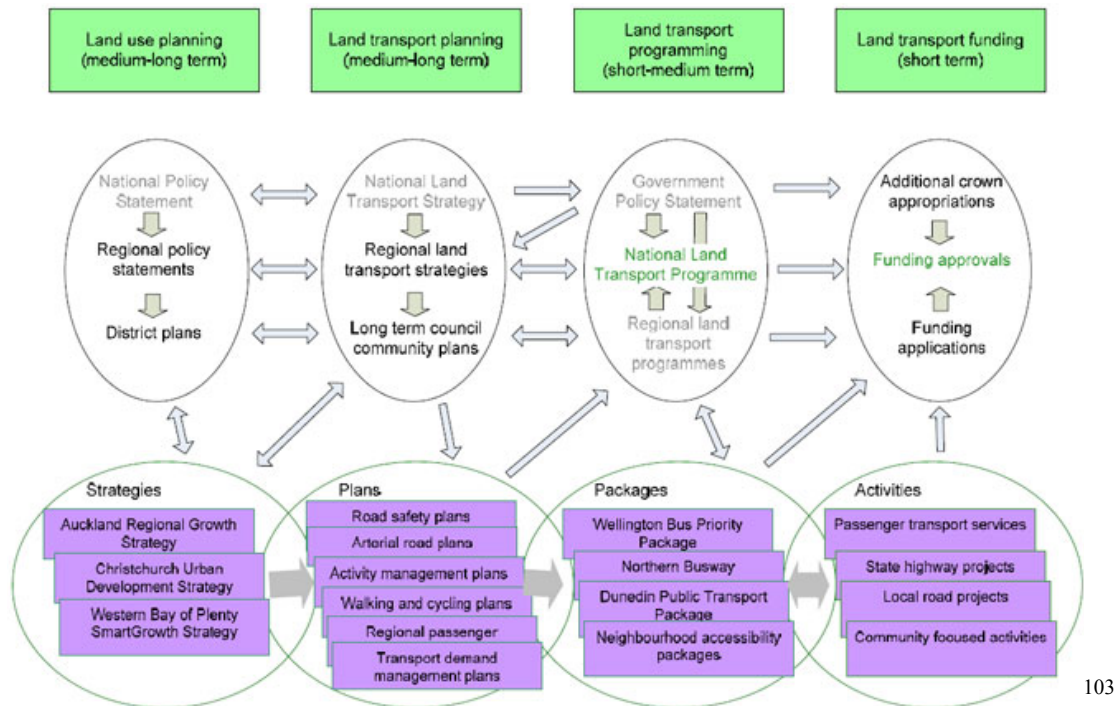 Land use planning
(medium-long term)
Land transport planning
(medium-long term)
Land transport
programming
(short-medium term)
Land transport funding
(short term)
National Policy
Statement
Regional policy
statements
District plans
National Land
Transport Strategy
Regional land
transport strategies
Long term council
community plans
Government
Policy Statement
National Land
Transport Programme
Regional land
transport
programmes
Additional crown
appropriations
Funding approvals
Funding
applications
Strategies
Auckland Regional Growth
Strategy
Christchurch Urban
Development Strategy
Western Bay of Plenty
SmartGrowth Strategy
Plans
Road safety plans
Arterial road plans
Activity management plans
Walking and cycling plans
Regional passenger
Transport demand
management plans
Packages
Wellington Bus Priority
Package
Northern Busway
Dunedin Public Transport
Package
Neighbourhood accessibility
packages
Activities
Passenger transport services
State highway projects
Local road projects
Community focused activities
103